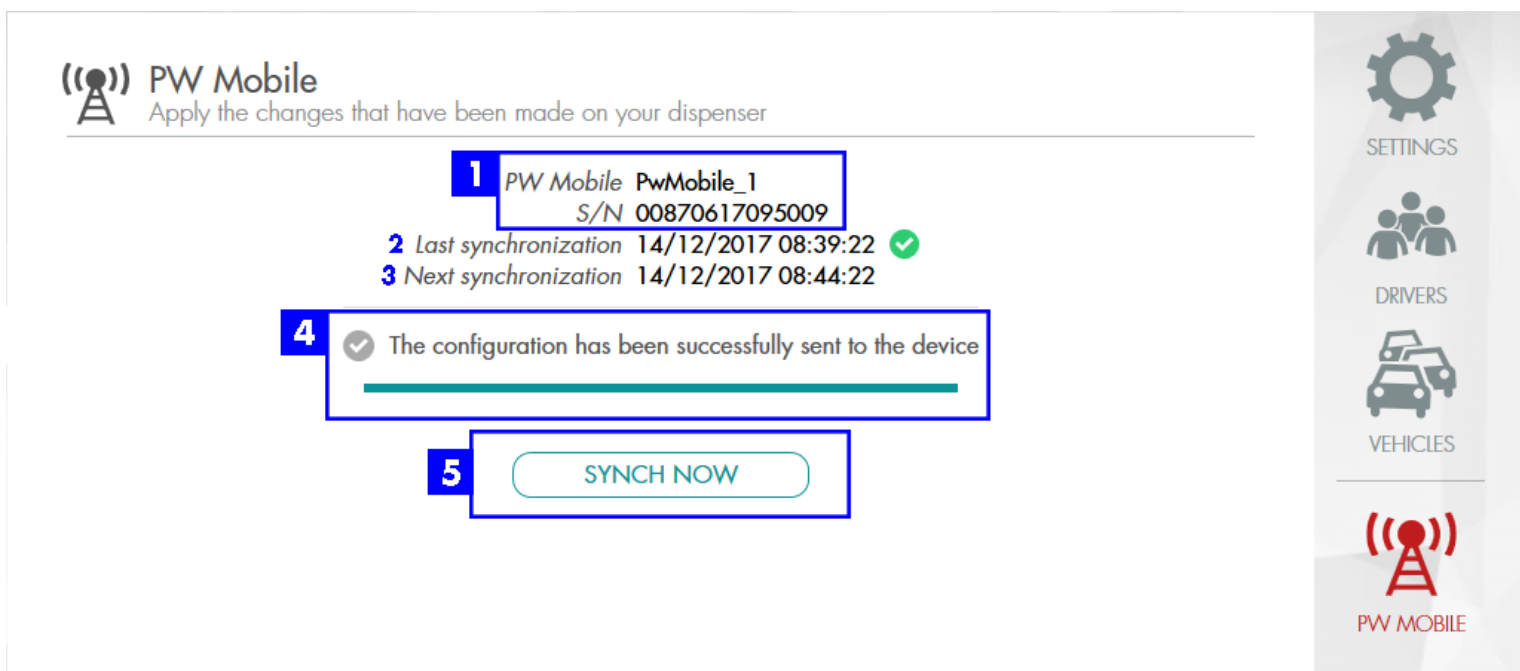 PW Mobile
Apply the changes that have been made on your dispenser
1 PW Mobile PwMobile_1
S/N 00870617095009
2 Last synchronization 14/12/2017 08:39:22
3 Next synchronization 14/12/2017 08:44:22
4 The configuration has been successfully sent to the device
5 SYNCH NOW
SETTINGS
DRIVERS
VEHICLES
PW MOBILE